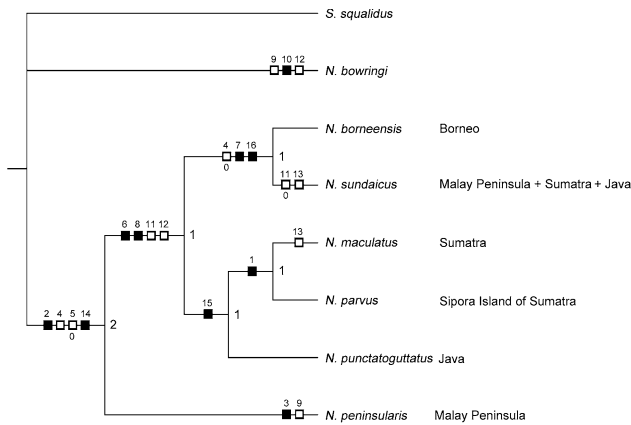 S. squalidus
9 10 12
N. bowringi
4 7 16
0
N. borneensis Borneo
1
11 13
0
N. sundaicus Malay Peninsula + Sumatra + Java
6 8 11 12
1
13
N. maculatus Sumatra
1
1
N. parvus Sipora Island of Sumatra
15
1
2 4 5 14
0
2
N. punctatoguttatus Java
3 9
N. peninsularis Malay Peninsula